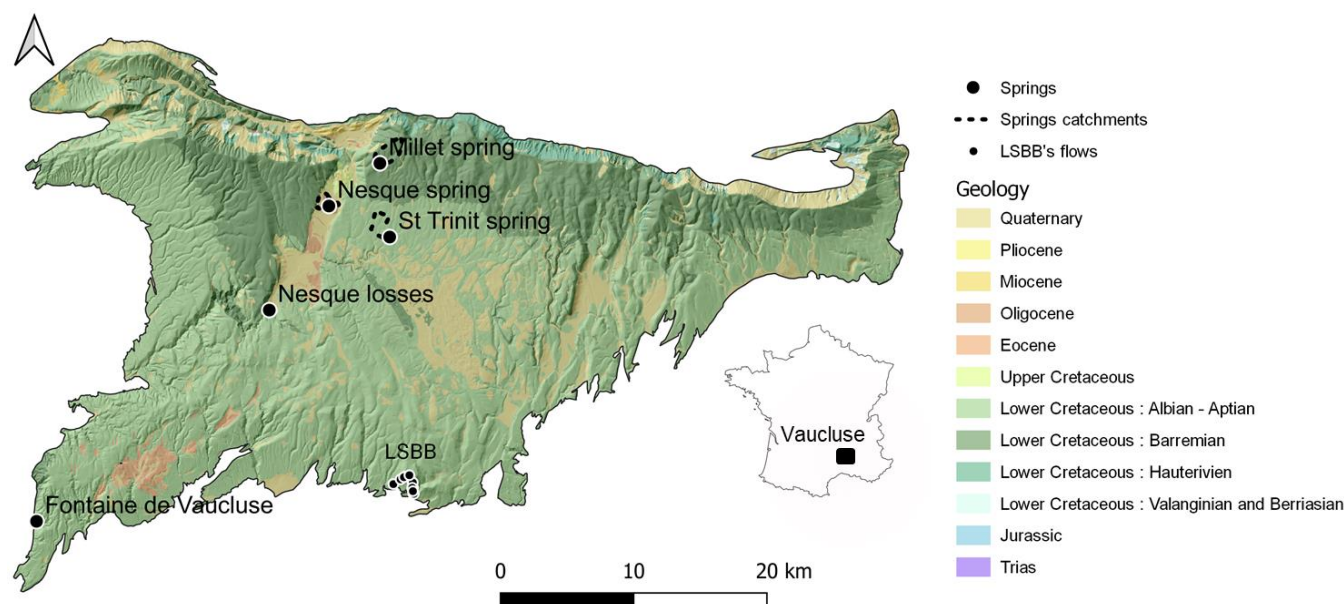 Millet spring
Nesque spring
St Trinit spring
Nesque losses
LSBB
Fontaine de Vaucluse
Vaucluse
0 10 20 km
Springs
Springs catchments
LSBB's flows
Geology
Quaternary
Pliocene
Miocene
Oligocene
Eocene
Upper Cretaceous
Lower Cretaceous : Albian - Aptian
Lower Cretaceous : Barremian
Lower Cretaceous : Hauterivien
Lower Cretaceous : Valanginian and Berriasian
Jurassic
Trias